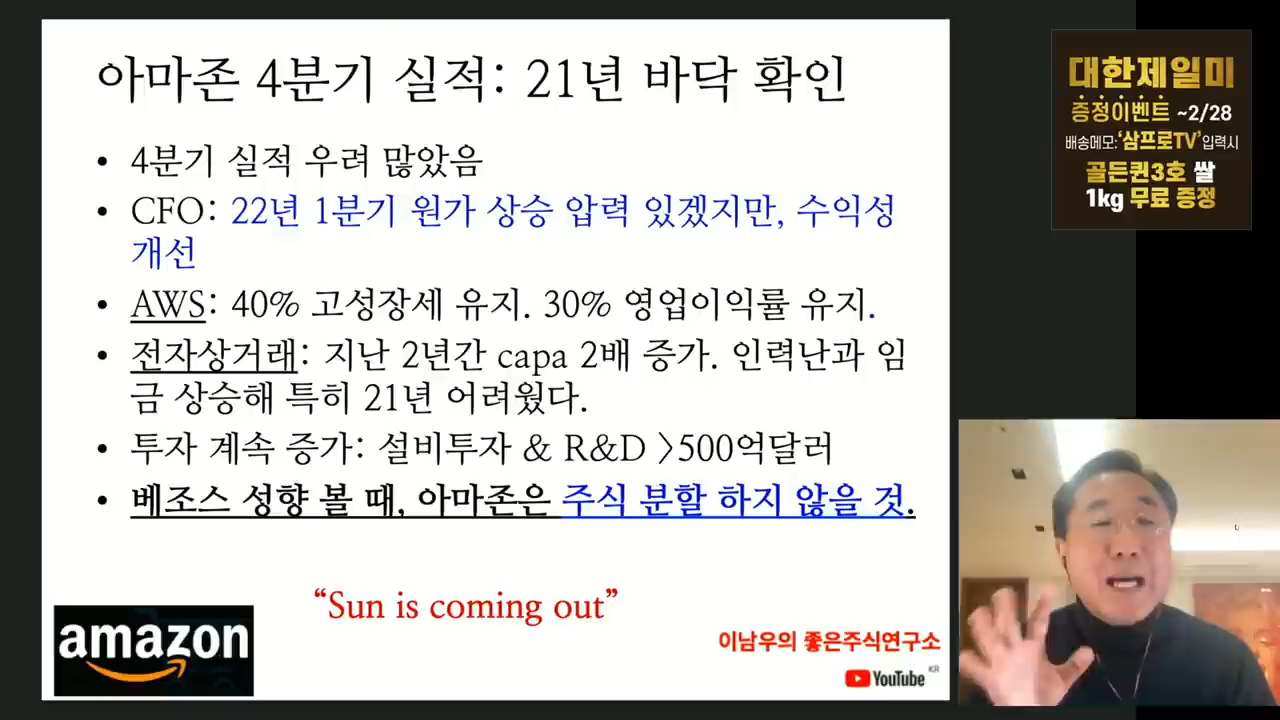 아마존 4분기 실적: 21년 바닥 확인
• 4분기 실적 우려 많았음
• CFO: 22년 1분기 원가 상승 압력 있겠지만, 수익성
개선
• AWS: 40% 고성장세 유지. 30% 영업이익률 유지.
• 전자상거래: 지난 2년간 capa 2배 증가. 인력난과 임
금 상승해 특히 21년 어려웠다.
• 투자 계속 증가: 설비투자 & R&D >500억달러
• 베조스 성향 볼 때, 아마존은 주식 분할 하지 않을 것.
“Sun is coming out”
amazon
이남우의 좋은주식연구소
YouTube KR
대한제일미
증정이벤트 ~2/28
배송메모:‘삼프로TV’입력시
골든퀸3호 쌀
1kg 무료 증정